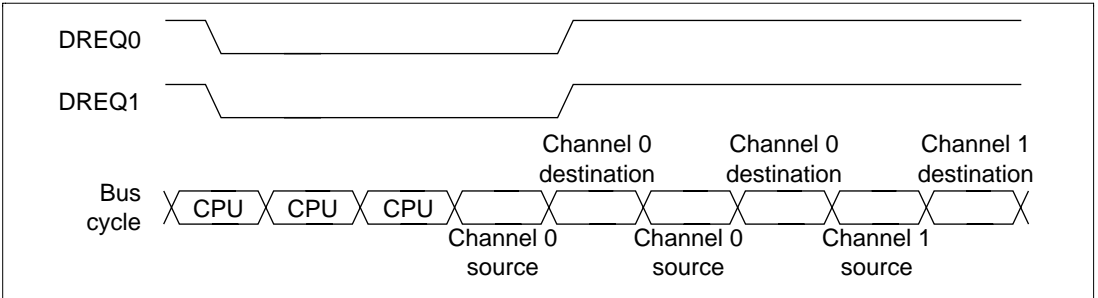 DREQ0
DREQ1
Channel 0 Channel 0 Channel 1
destination destination destination
Bus
cycle
CPU CPU CPU
Channel 0 Channel 0 Channel 1
source source source